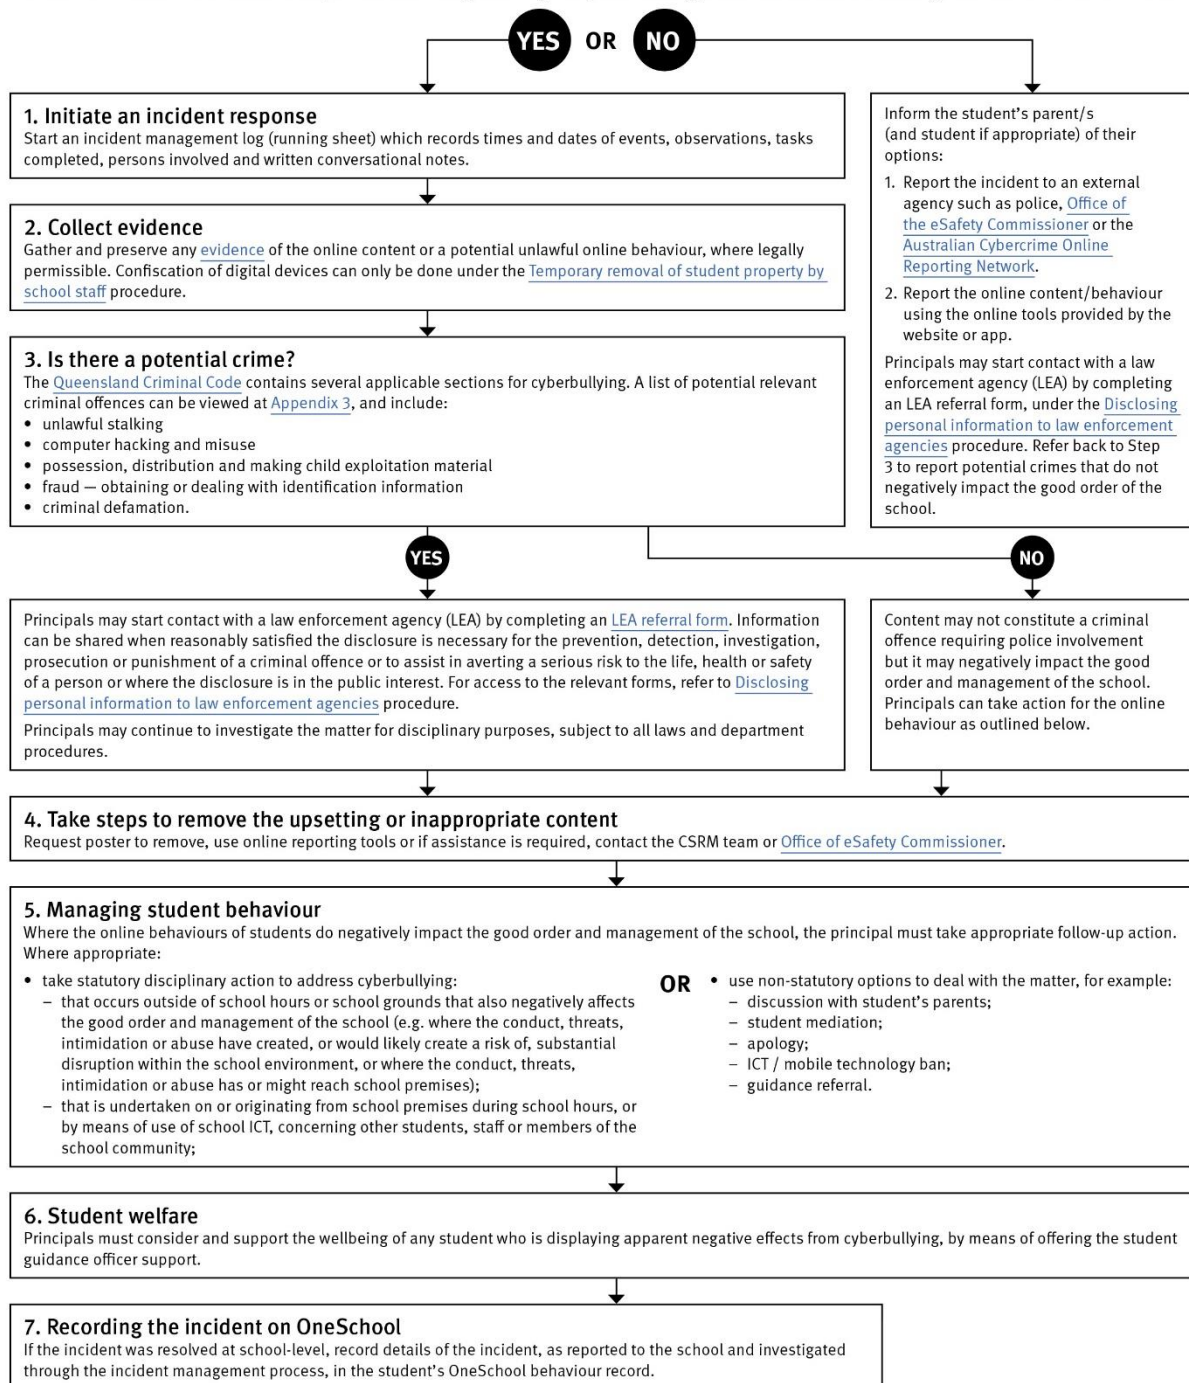 YES OR NO
1. Initiate an incident response
Start an incident management log (running sheet) which records times and dates of events, observations, tasks
completed, persons involved and written conversational notes.
2. Collect evidence
Gather and preserve any evidence of the online content or a potential unlawful online behaviour, where legally
permissible. Confiscation of digital devices can only be done under the Temporary removal of student property by
school staff procedure.
3. Is there a potential crime?
The Queensland Criminal Code contains several applicable sections for cyberbullying. A list of potential relevant
criminal offences can be viewed at Appendix 3, and include:
• unlawful stalking
• computer hacking and misuse
• possession, distribution and making child exploitation material
• fraud — obtaining or dealing with identification information
• criminal defamation.
Inform the student's parent/s
(and student if appropriate) of their
options:
1. Report the incident to an external
agency such as police, Office of
the eSafety Commissioner or the
Australian Cybercrime Online
Reporting Network.
2. Report the online content/behaviour
using the online tools provided by the
website or app.
Principals may start contact with a law
enforcement agency (LEA) by completing
an LEA referral form, under the Disclosing
personal information to law enforcement
agencies procedure. Refer back to Step
3 to report potential crimes that do not
negatively impact the good order of the
school.
YES
NO
Principals may start contact with a law enforcement agency (LEA) by completing an LEA referral form. Information
can be shared when reasonably satisfied the disclosure is necessary for the prevention, detection, investigation,
prosecution or punishment of a criminal offence or to assist in averting a serious risk to the life, health or safety
of a person or where the disclosure is in the public interest. For access to the relevant forms, refer to Disclosing
personal information to law enforcement agencies procedure.
Principals may continue to investigate the matter for disciplinary purposes, subject to all laws and department
procedures.
Content may not constitute a criminal
offence requiring police involvement
but it may negatively impact the good
order and management of the school.
Principals can take action for the online
behaviour as outlined below.
4. Take steps to remove the upsetting or inappropriate content
Request poster to remove, use online reporting tools or if assistance is required, contact the CSRM team or Office of eSafety Commissioner.
5. Managing student behaviour
Where the online behaviours of students do negatively impact the good order and management of the school, the principal must take appropriate follow-up action.
Where appropriate:
• take statutory disciplinary action to address cyberbullying:
– that occurs outside of school hours or school grounds that also negatively affects
the good order and management of the school (e.g. where the conduct, threats,
intimidation or abuse have created, or would likely create a risk of, substantial
disruption within the school environment, or where the conduct, threats,
intimidation or abuse has or might reach school premises);
– that is undertaken on or originating from school premises during school hours, or
by means of use of school ICT, concerning other students, staff or members of the
school community;
OR
• use non-statutory options to deal with the matter, for example:
– discussion with student's parents;
– student mediation;
– apology;
– ICT / mobile technology ban;
– guidance referral.
6. Student welfare
Principals must consider and support the wellbeing of any student who is displaying apparent negative effects from cyberbullying, by means of offering the student
guidance officer support.
7. Recording the incident on OneSchool
If the incident was resolved at school-level, record details of the incident, as reported to the school and investigated
through the incident management process, in the student's OneSchool behaviour record.